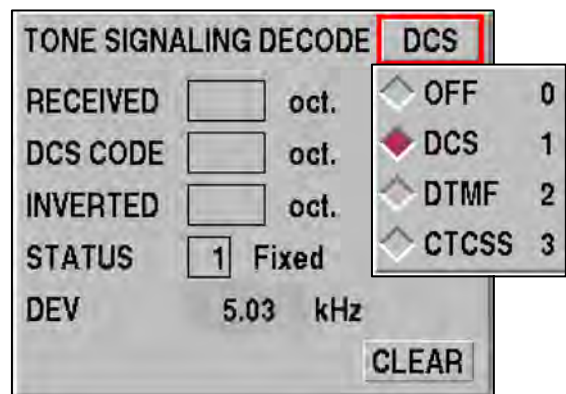 TONE SIGNALING DECODE DCS
RECEIVED oct.
DCS CODE oct.
INVERTED oct.
STATUS 1 Fixed
DEV 5.03 kHz
CLEAR
OFF 0
DCS 1
DTMF 2
CTCSS 3